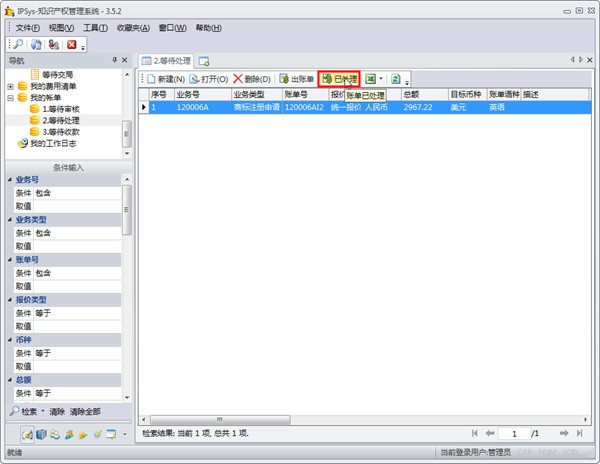 IPSys-知识产权管理系统 - 3.5.2
文件(F) 视图(V) 工具(T) 收藏夹(A) 窗口(W) 帮助(H)
导航
等待交局
我的费用清单
我的帐单
1.等待审核
2.等待处理
3.等待收款
我的工作日志
条件输入
业务号
条件 包含
取值
业务类型
条件 包含
取值
账单号
条件 包含
取值
报价类型
条件 等于
取值
币种
条件 等于
取值
总额
条件 等于
检索 清除 清除全部
2.等待处理
新建(N) 打开(O) 删除(D) 出账单 已处理
序号 业务号 业务类型 账单号 报价 总额 目标币种 账单语种 描述
账单已处理
1 120006A 商标注册申请 120006AI2 统一报价 人民币 2967.22 美元 英语
检索结果: 当前 1 项, 总共 1 项.
1 /1
就绪
当前登录用户:管理员 CAP NUM SCRL